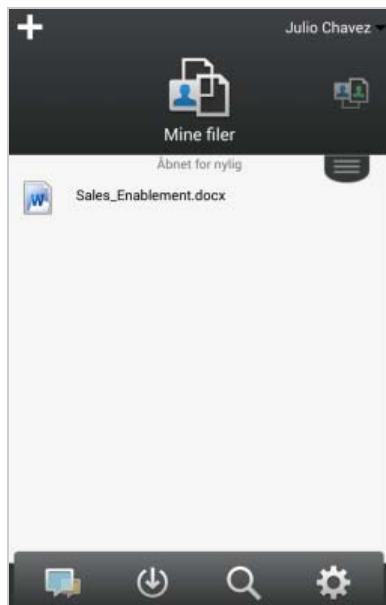 Julio Chavez
Mine filer
Åbnet for nylig
Sales_Enablement.docx